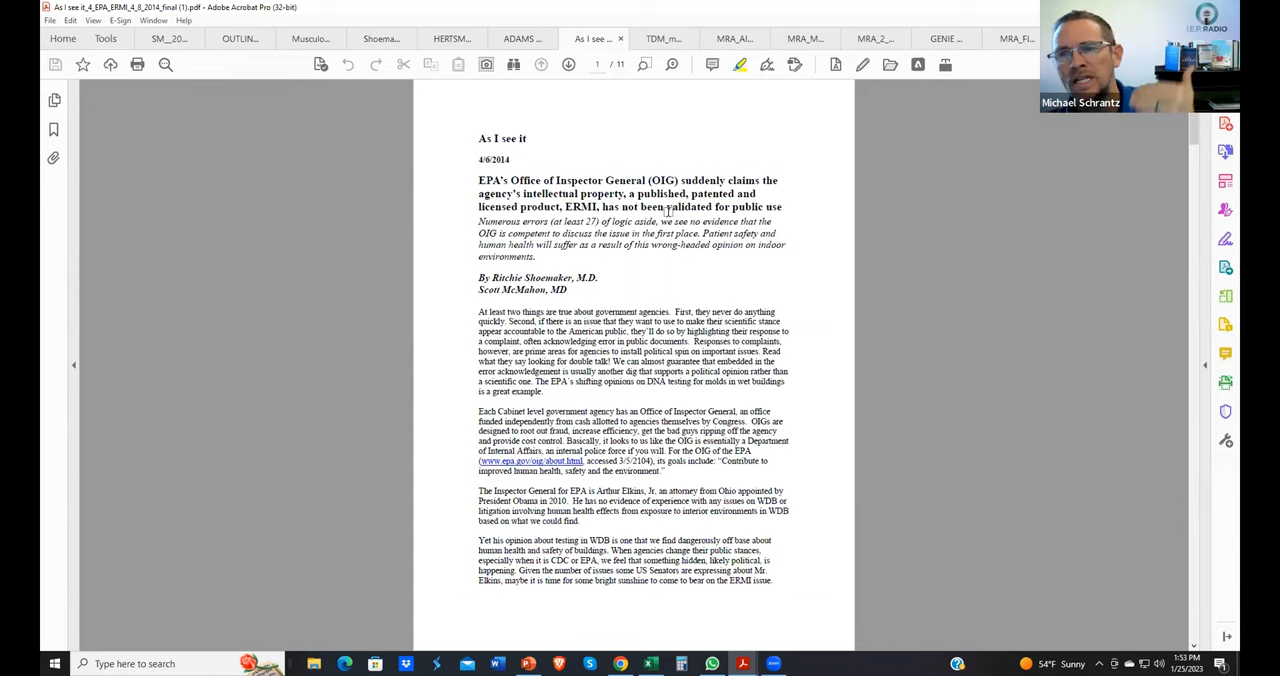 As I see it_4_EPA_ERMI_4_8_2014_final (1).pdf - Adobe Acrobat Pro (32-bit)
File Edit View E-Sign Window Help
Home Tools SM__20... OUTLIN... Musculo... Shoema... HERTSM... ADAMS ... As I see ... × TDM_m... MRA_AI... MRA_M... MRA_2_... GENIE ... MRA_FI...
1 / 11
I.E.P. RADIO
Michael Schrantz
As I see it
4/6/2014
EPA's Office of Inspector General (OIG) suddenly claims the
agency's intellectual property, a published, patented and
licensed product, ERMI, has not been validated for public use
Numerous errors (at least 27) of logic aside, we see no evidence that the
OIG is competent to discuss the issue in the first place. Patient safety and
human health will suffer as a result of this wrong-headed opinion on indoor
environments.
By Ritchie Shoemaker, M.D.
Scott McMahon, MD
At least two things are true about government agencies. First, they never do anything
quickly. Second, if there is an issue that they want to use to make their scientific stance
appear accountable to the American public, they'll do so by highlighting their response to
a complaint, often acknowledging error in public documents. Responses to complaints,
however, are prime areas for agencies to install political spin on important issues. Read
what they say looking for double talk! We can almost guarantee that embedded in the
error acknowledgement is usually another dig that supports a political opinion rather than
a scientific one. The EPA's shifting opinions on DNA testing for molds in wet buildings
is a great example.
Each Cabinet level government agency has an Office of Inspector General, an office
funded independently from cash allotted to agencies themselves by Congress. OIGs are
designed to root out fraud, increase efficiency, get the bad guys ripping off the agency
and provide cost control. Basically, it looks to us like the OIG is essentially a Department
of Internal Affairs, an internal police force if you will. For the OIG of the EPA
(www.epa.gov/oig/about.html, accessed 3/5/2104), its goals include: "Contribute to
improved human health, safety and the environment."
The Inspector General for EPA is Arthur Elkins, Jr, an attorney from Ohio appointed by
President Obama in 2010. He has no evidence of experience with any issues on WDB or
litigation involving human health effects from exposure to interior environments in WDB
based on what we could find.
Yet his opinion about testing in WDB is one that we find dangerously off base about
human health and safety of buildings. When agencies change their public stances,
especially when it is CDC or EPA, we feel that something hidden, likely political, is
happening. Given the number of issues some US Senators are expressing about Mr.
Elkins, maybe it is time for some bright sunshine to come to bear on the ERMI issue.
Type here to search
54°F Sunny
1:53 PM
1/25/2023